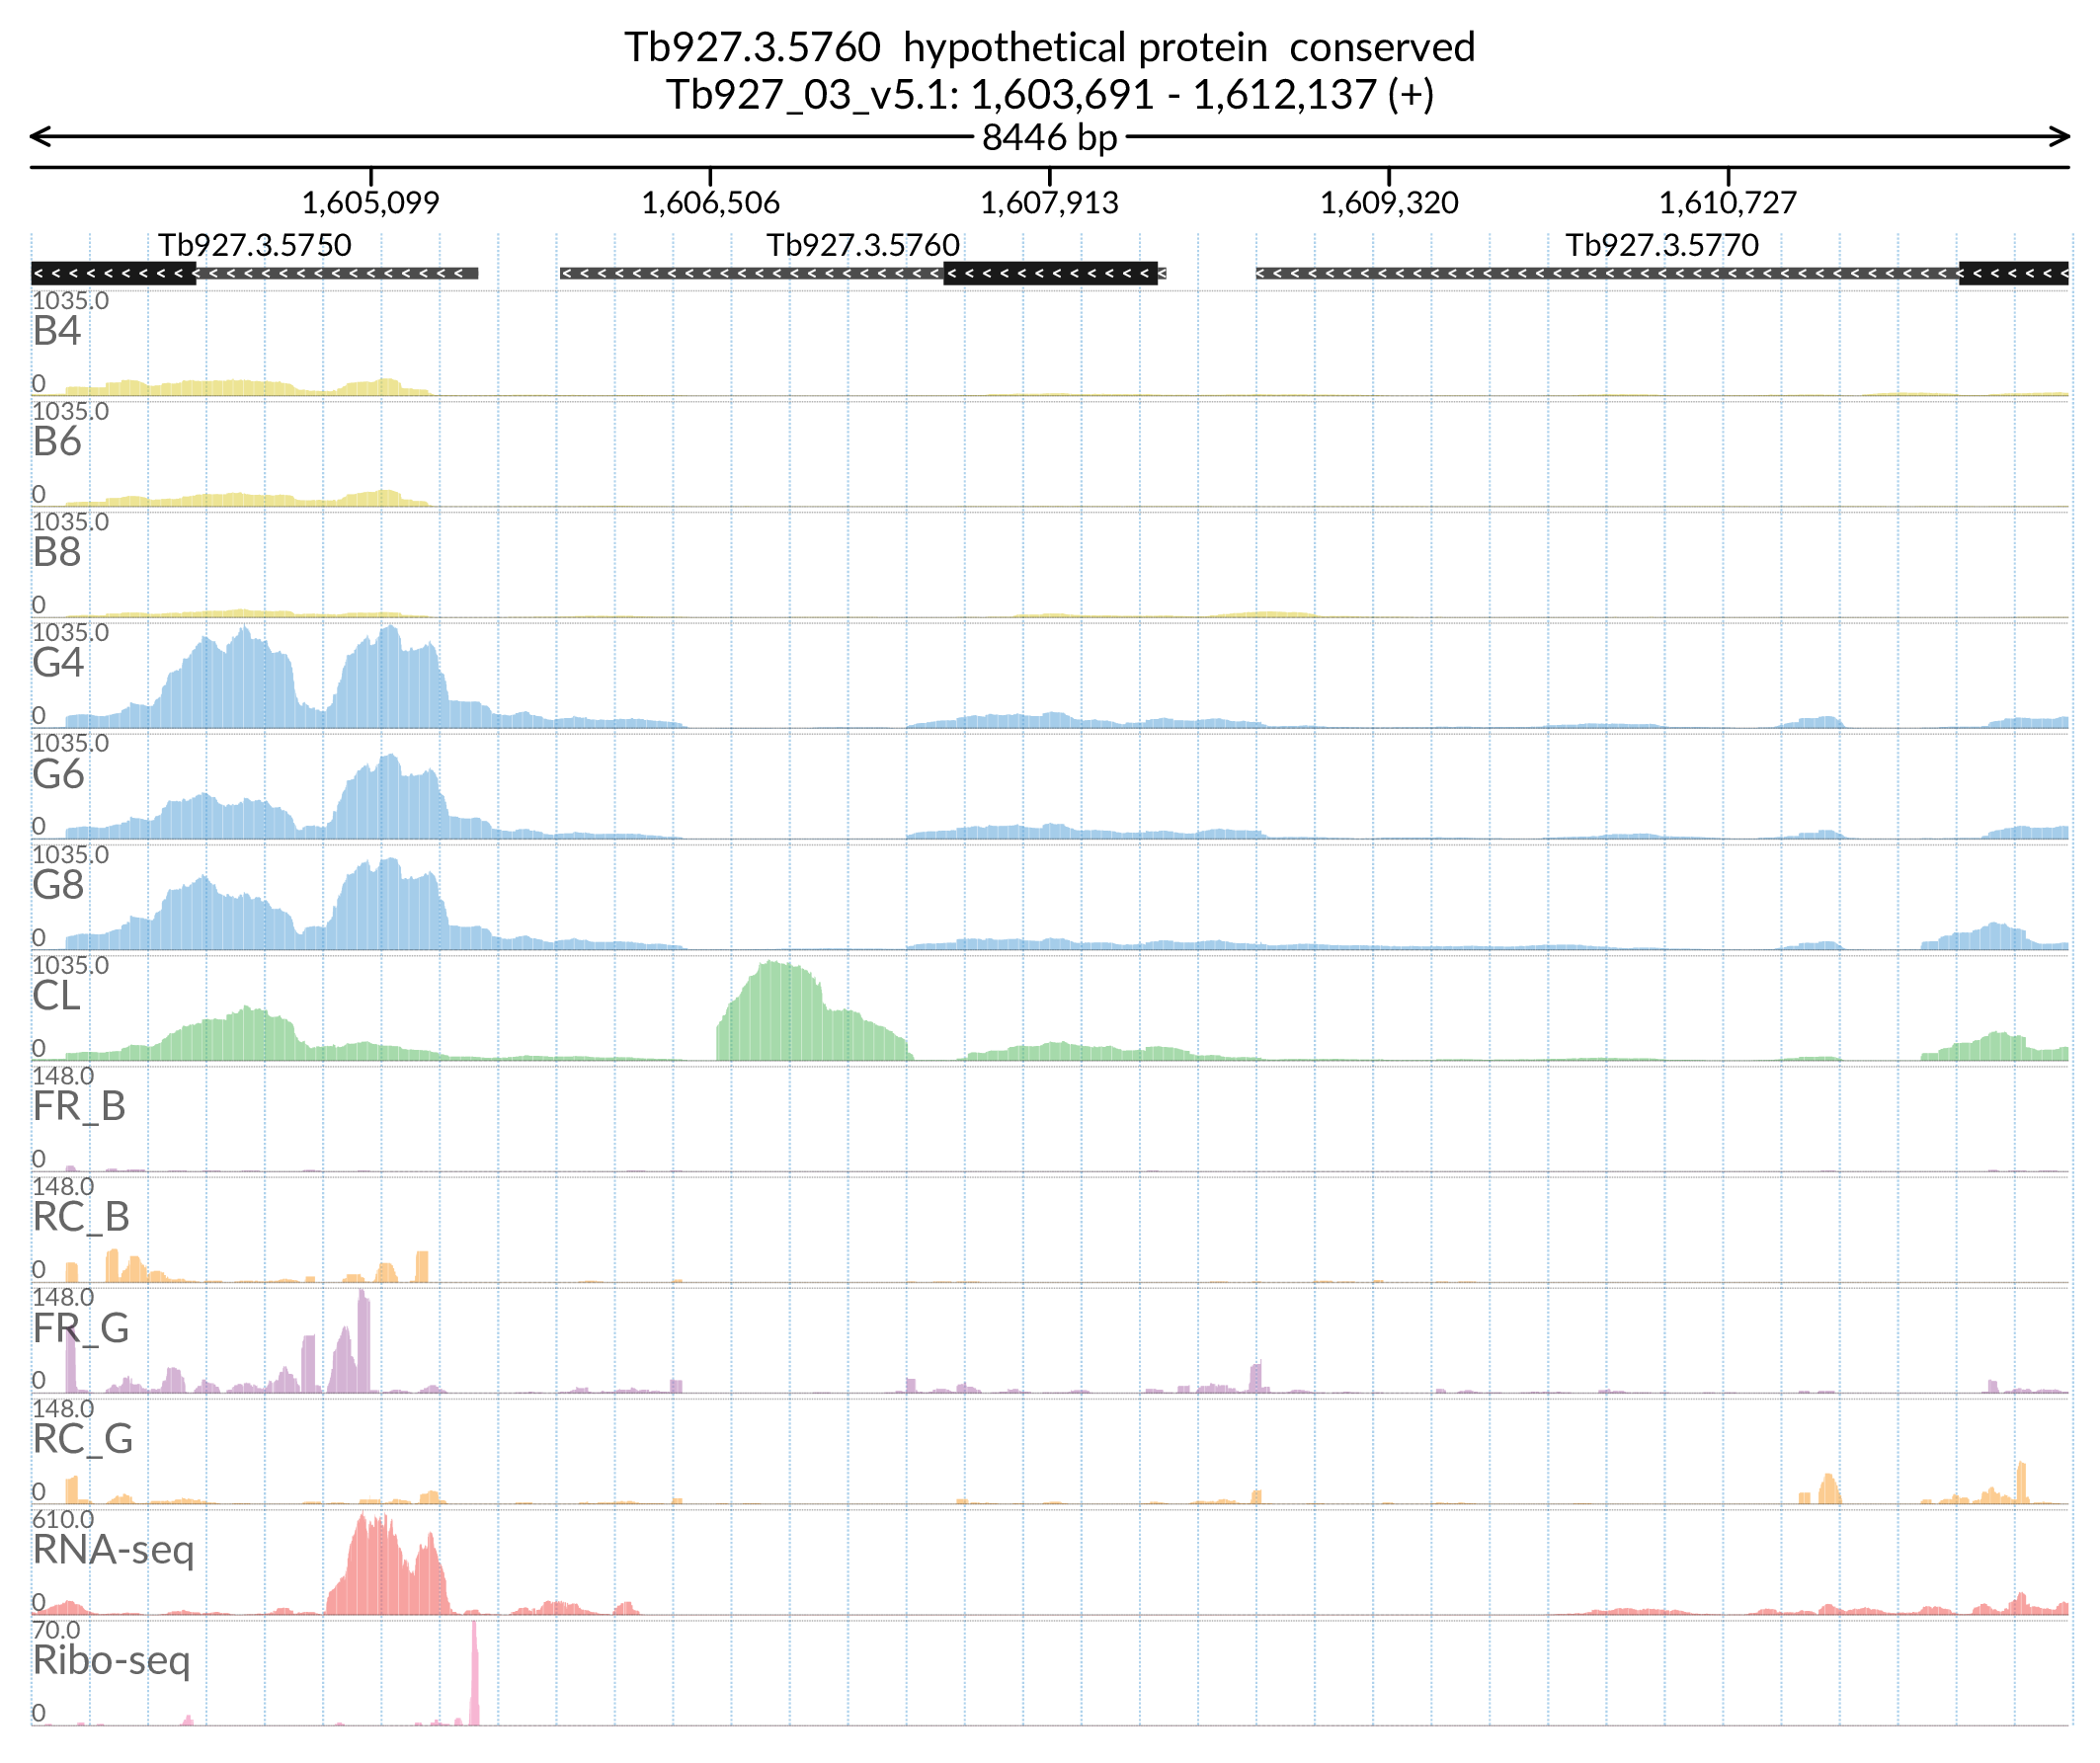 Tb927.3.5760 hypothetical protein conserved
Tb927_03_v5.1: 1,603,691 - 1,612,137 (+)
8446 bp
1,605,099 1,606,506 1,607,913 1,609,320 1,610,727
Tb927.3.5750 Tb927.3.5760 Tb927.3.5770
1035.0
B4
0
1035.0
B6
0
1035.0
B8
0
1035.0
G4
0
1035.0
G6
0
1035.0
G8
0
1035.0
CL
0
148.0
FR_B
0
148.0
RC_B
0
148.0
FR_G
0
148.0
RC_G
0
610.0
RNA-seq
0
70.0
Ribo-seq
0